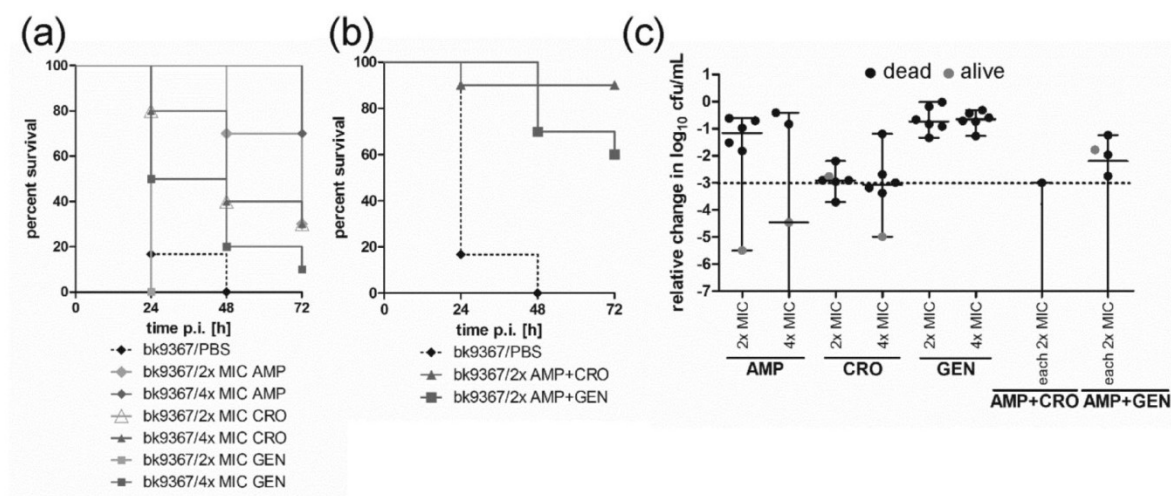 (a)
percent survival
100
80
60
40
20
0
0 24 48 72
time p.i. [h]
bk9367/PBS
bk9367/2x MIC AMP
bk9367/4x MIC AMP
bk9367/2x MIC CRO
bk9367/4x MIC CRO
bk9367/2x MIC GEN
bk9367/4x MIC GEN
(b)
percent survival
100
80
60
40
20
0
0 24 48 72
time p.i. [h]
bk9367/PBS
bk9367/2x AMP+CRO
bk9367/2x AMP+GEN
(c)
relative change in log10 cfu/mL
dead alive
1
0
-1
-2
-3
-4
-5
-6
-7
2x MIC
4x MIC
2x MIC
4x MIC
2x MIC
4x MIC
each 2x MIC
each 2x MIC
AMP CRO GEN
AMP+CRO AMP+GEN